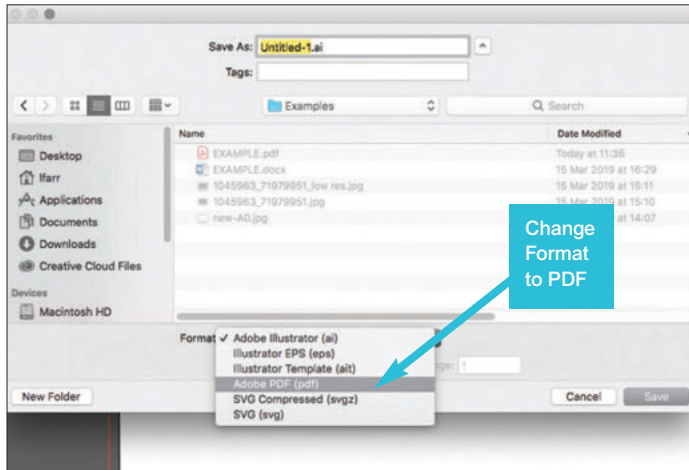 Save As: Untitled-1.ai
Tags:
Examples
Search
Favorites
Desktop
lfarr
Applications
Documents
Downloads
Creative Cloud Files
Devices
Macintosh HD
Name Date Modified
EXAMPLE.pdf Today at 11:36
EXAMPLE.docx 15 Mar 2019 at 16:29
1045963_71979951_low res.jpg 15 Mar 2019 at 15:11
1045963_71979951.jpg 15 Mar 2019 at 15:10
new-A0.jpg at 14:07
Change
Format
to PDF
Format ✓ Adobe Illustrator (ai)
Illustrator EPS (eps)
Illustrator Template (ait)
Adobe PDF (pdf)
SVG Compressed (svgz)
SVG (svg)
1
New Folder Cancel Save